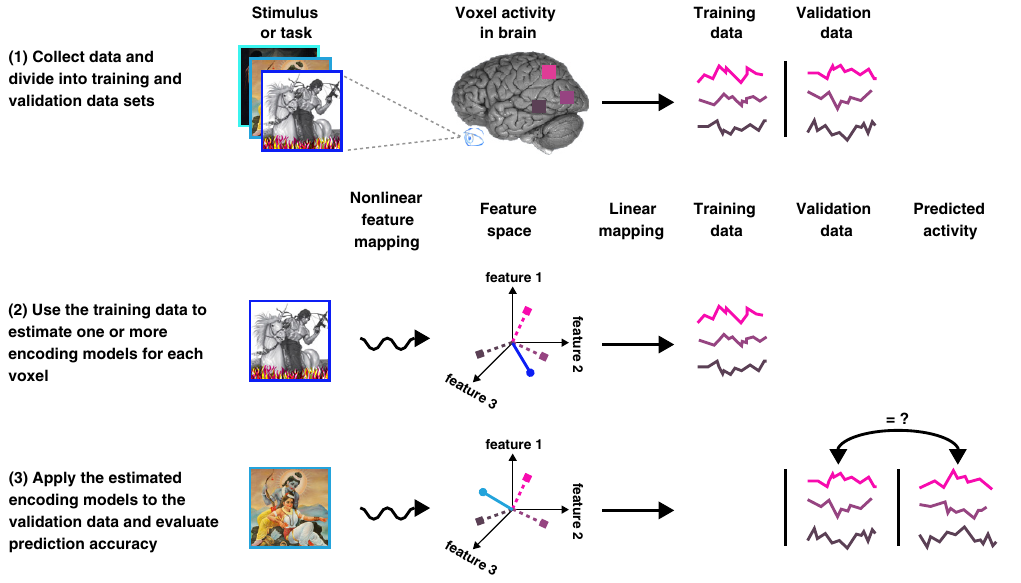 Stimulus
or task
Voxel activity
in brain
Training
data
Validation
data
(1) Collect data and
divide into training and
validation data sets
Nonlinear
feature
mapping
Feature
space
Linear
mapping
Training
data
Validation
data
Predicted
activity
(2) Use the training data to
estimate one or more
encoding models for each
voxel
feature 1
feature 2
feature 3
= ?
(3) Apply the estimated
encoding models to the
validation data and evaluate
prediction accuracy
feature 1
feature 2
feature 3